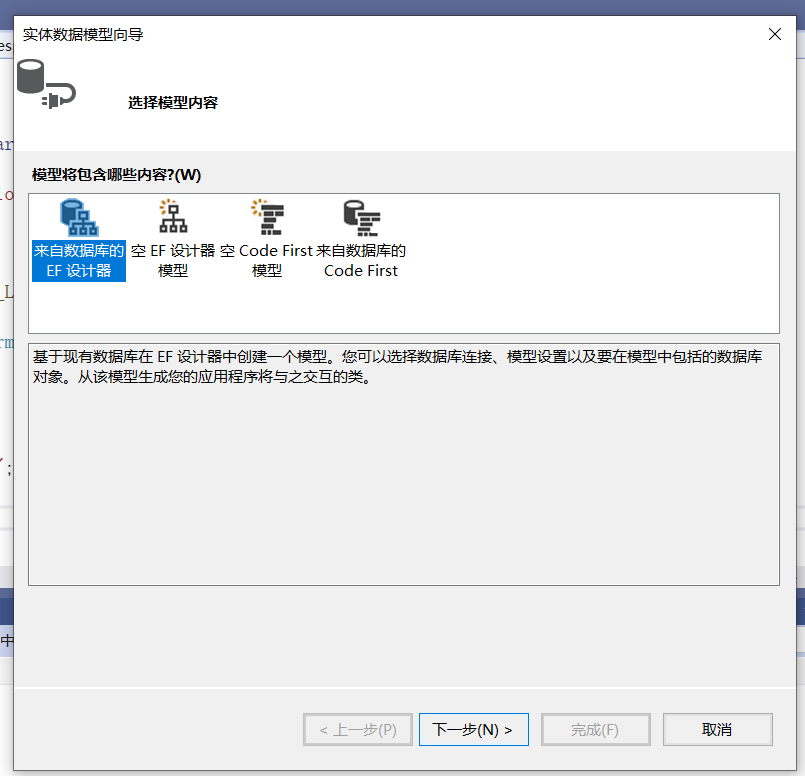 实体数据模型向导
选择模型内容
模型将包含哪些内容?(W)
来自数据库的 空 EF 设计器 空 Code First 来自数据库的
EF 设计器 模型 模型 Code First
基于现有数据库在 EF 设计器中创建一个模型。您可以选择数据库连接、模型设置以及要在模型中包括的数据库
对象。从该模型生成您的应用程序将与之交互的类。
< 上一步(P) 下一步(N) > 完成(F) 取消